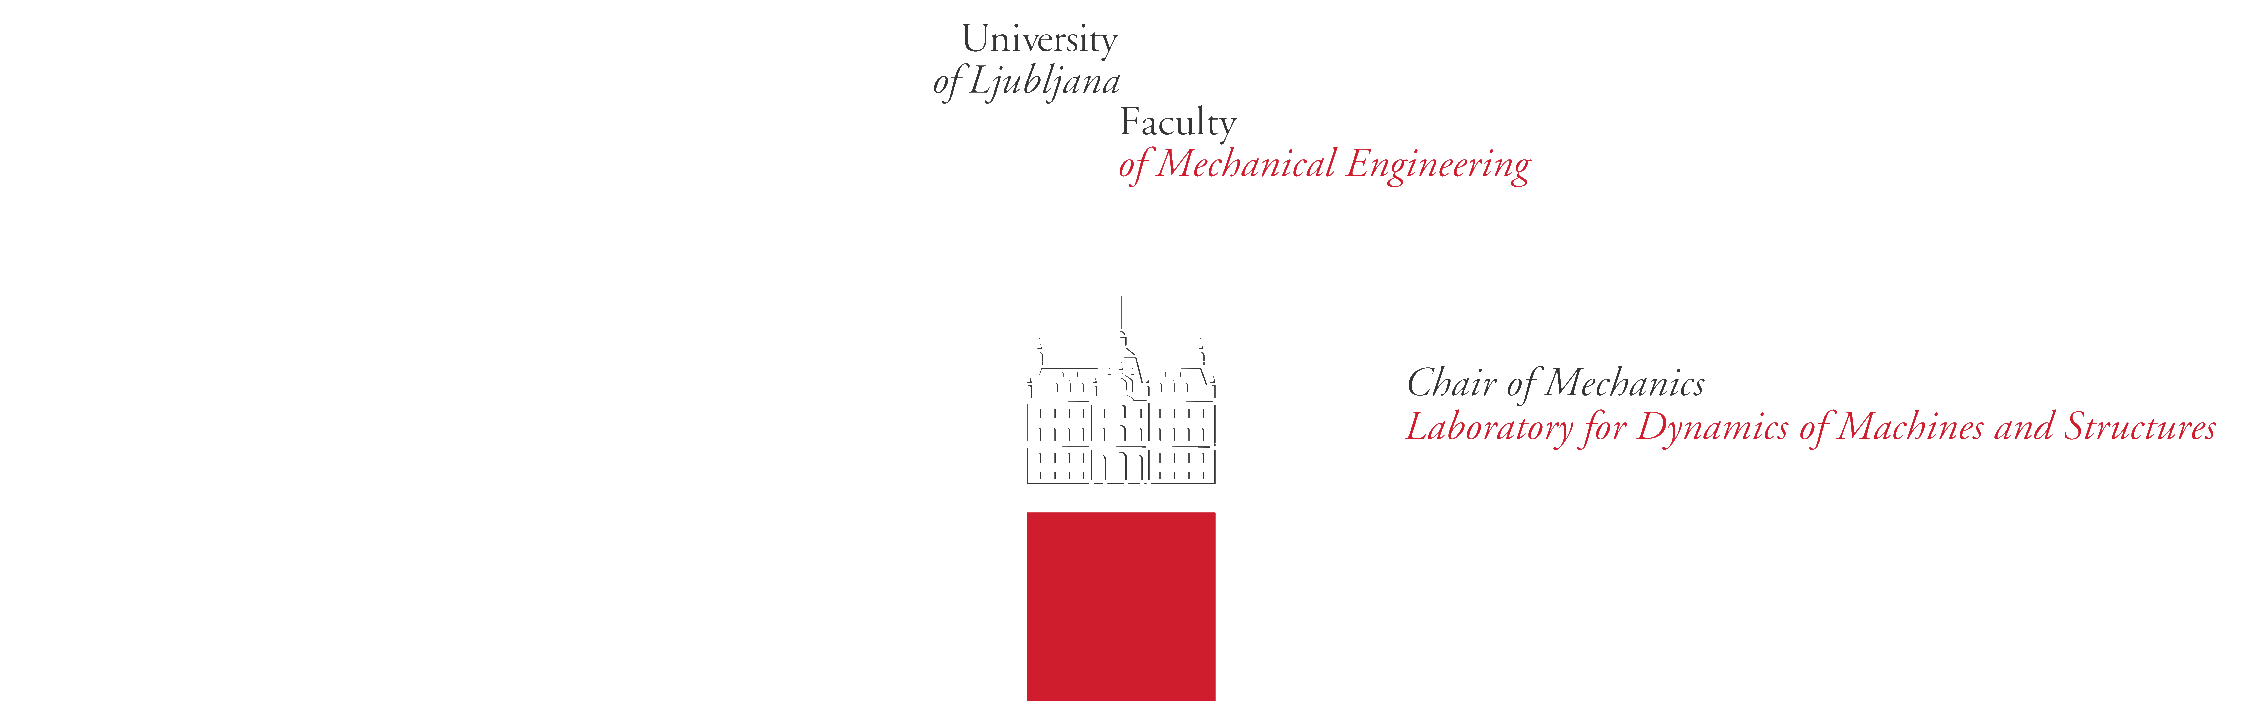 University
of Ljubljana
Faculty
of Mechanical Engineering
Chair of Mechanics
Laboratory for Dynamics of Machines and Structures